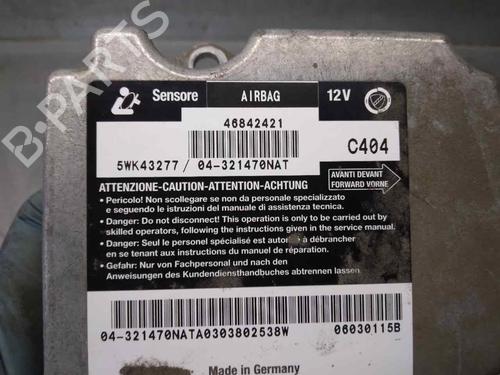 B-PARTS
Sensore AIRBAG 12V
46842421
5WK43277 / 04-321470NAT C404
ATTENZIONE-CAUTION-ATTENTION-ACHTUNG
AVANTI DEVANT
FORWARD VORNE
• Pericolo! Non scollegare se non da personale specializzato
e seguendo le istruzioni del manuale di assistenza tecnica.
• Danger: Do not disconnect! This operation is only to be carried out by
skilled operators, following the instructions given in the service manual.
• Danger: Seul le personnel spécialisé est autorisé à débrancher
en se tenant aux instructions du manuel de réparation.
• Gefahr: Nur von Fachpersonal und nach den
Anweisungen des Kundendiensthandbuches abtrennen lassen
04-321470NATA0303802538W 06030115B
Made in Germany